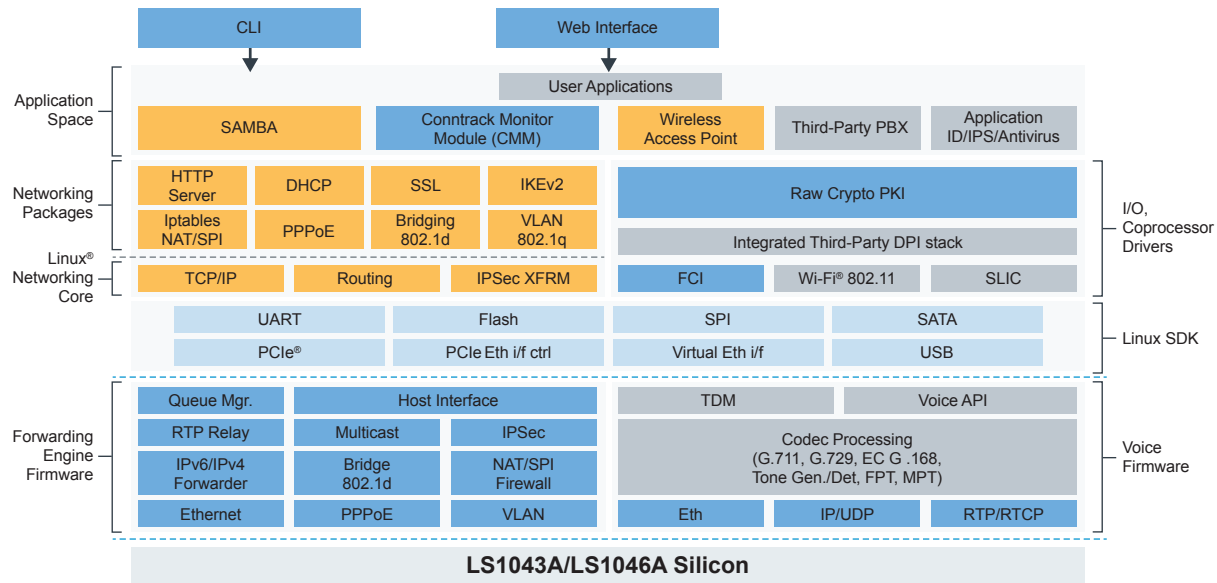 CLI
Web Interface
Application
Space
User Applications
SAMBA
Conntrack Monitor
Module (CMM)
Wireless
Access Point
Third-Party PBX
Application
ID/IPS/Antivirus
Networking
Packages
HTTP
Server
DHCP
SSL
IKEv2
Iptables
NAT/SPI
PPPoE
Bridging
802.1d
VLAN
802.1q
Raw Crypto PKI
Integrated Third-Party DPI stack
I/O,
Coprocessor
Drivers
Linux®
Networking
Core
TCP/IP
Routing
IPSec XFRM
FCI
Wi-Fi® 802.11
SLIC
UART
Flash
SPI
SATA
PCIe®
PCIe Eth i/f ctrl
Virtual Eth i/f
USB
Linux SDK
Forwarding
Engine
Firmware
Queue Mgr.
Host Interface
RTP Relay
Multicast
IPSec
IPv6/IPv4
Forwarder
Bridge
802.1d
NAT/SPI
Firewall
Ethernet
PPPoE
VLAN
TDM
Voice API
Codec Processing
(G.711, G.729, EC G .168,
Tone Gen./Det, FPT, MPT)
Eth
IP/UDP
RTP/RTCP
Voice
Firmware
LS1043A/LS1046A Silicon